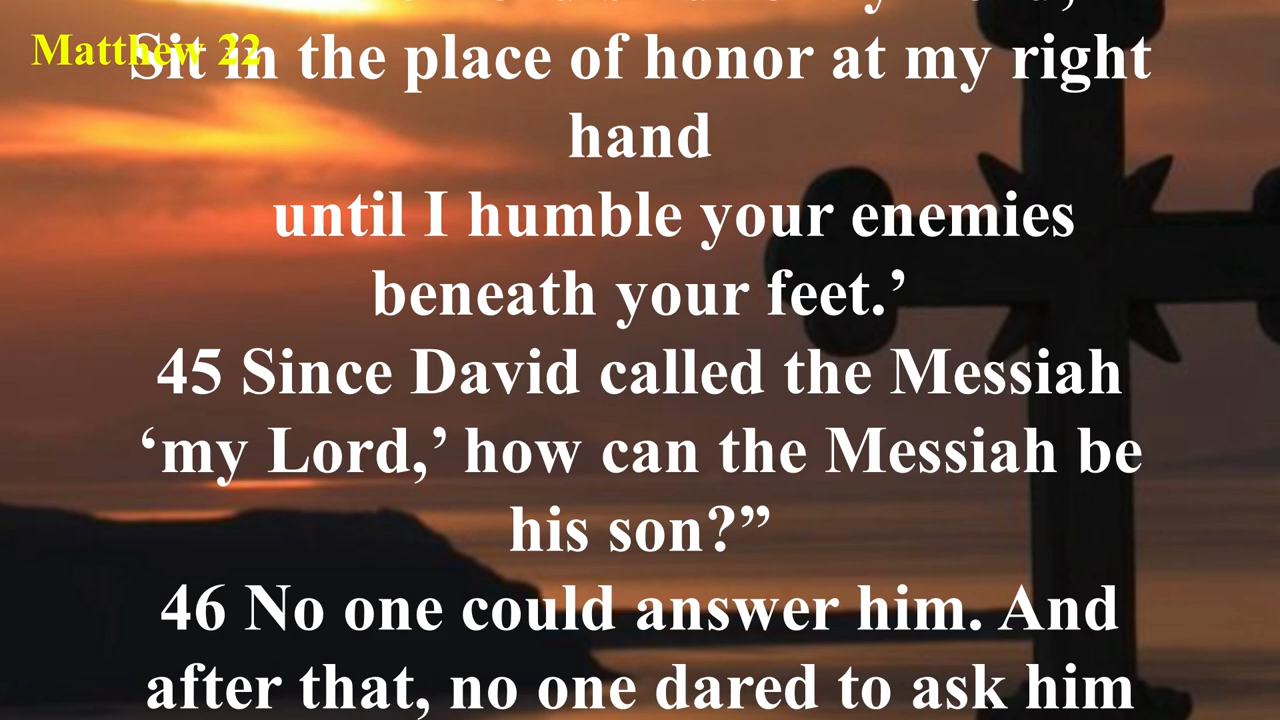 Matthew 22
Sit in the place of honor at my right
hand
until I humble your enemies
beneath your feet.’
45 Since David called the Messiah
‘my Lord,’ how can the Messiah be
his son?”
46 No one could answer him. And
after that, no one dared to ask him